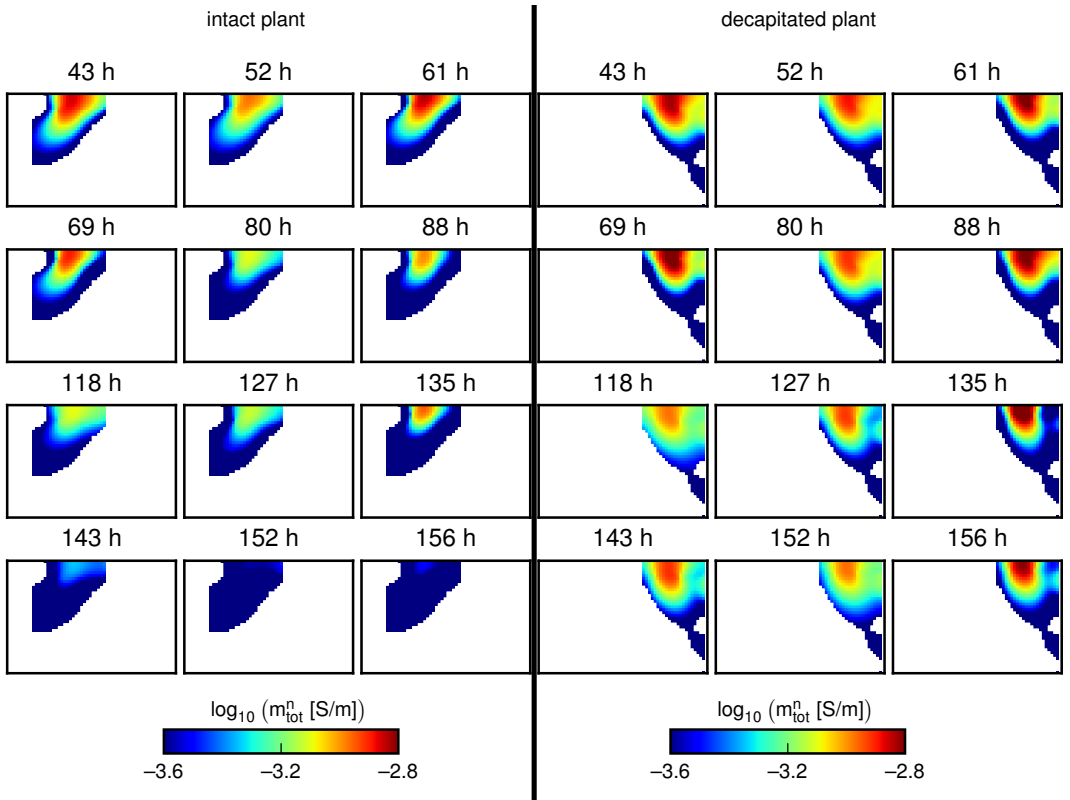 intact plant
decapitated plant
43 h 52 h 61 h 43 h 52 h 61 h
69 h 80 h 88 h 69 h 80 h 88 h
118 h 127 h 135 h 118 h 127 h 135 h
143 h 152 h 156 h 143 h 152 h 156 h
log₁₀ (mⁿtot [S/m])
−3.6 −3.2 −2.8
log₁₀ (mⁿtot [S/m])
−3.6 −3.2 −2.8